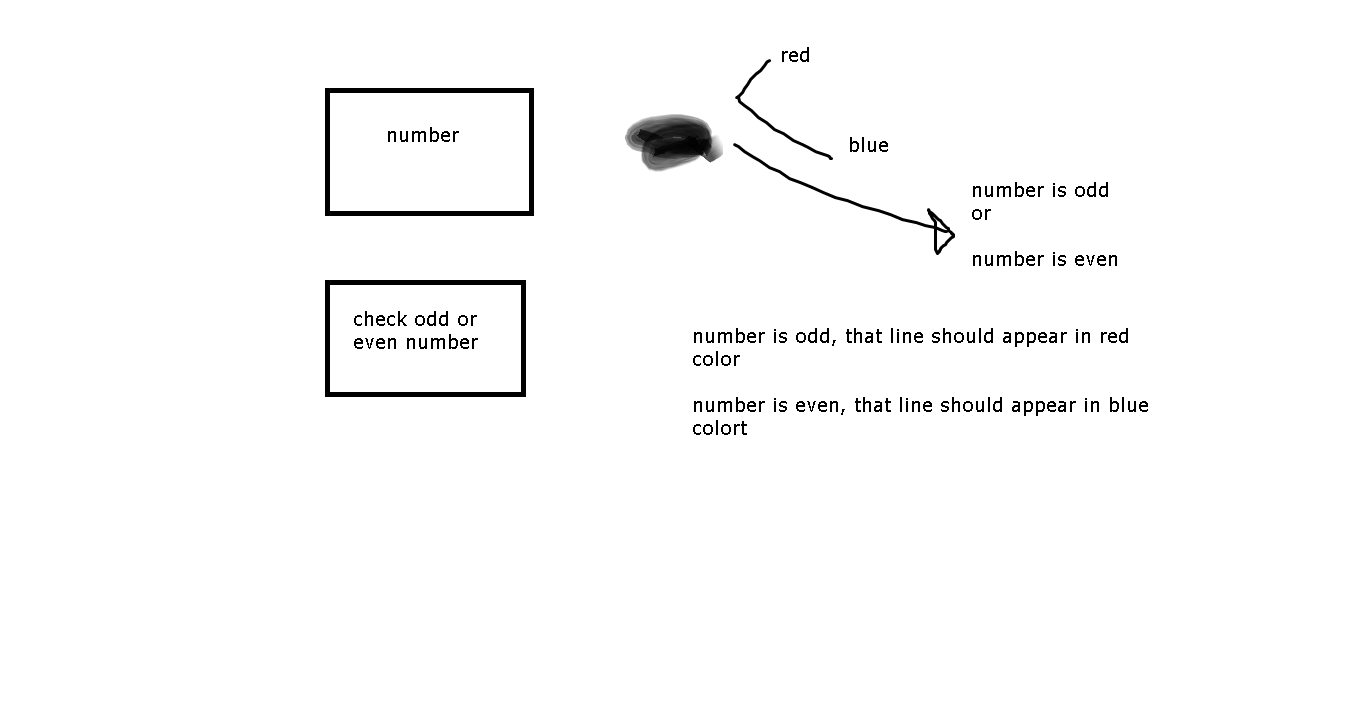 red
number
blue
number is odd
or
number is even
check odd or
even number
number is odd, that line should appear in red
color
number is even, that line should appear in blue
colort